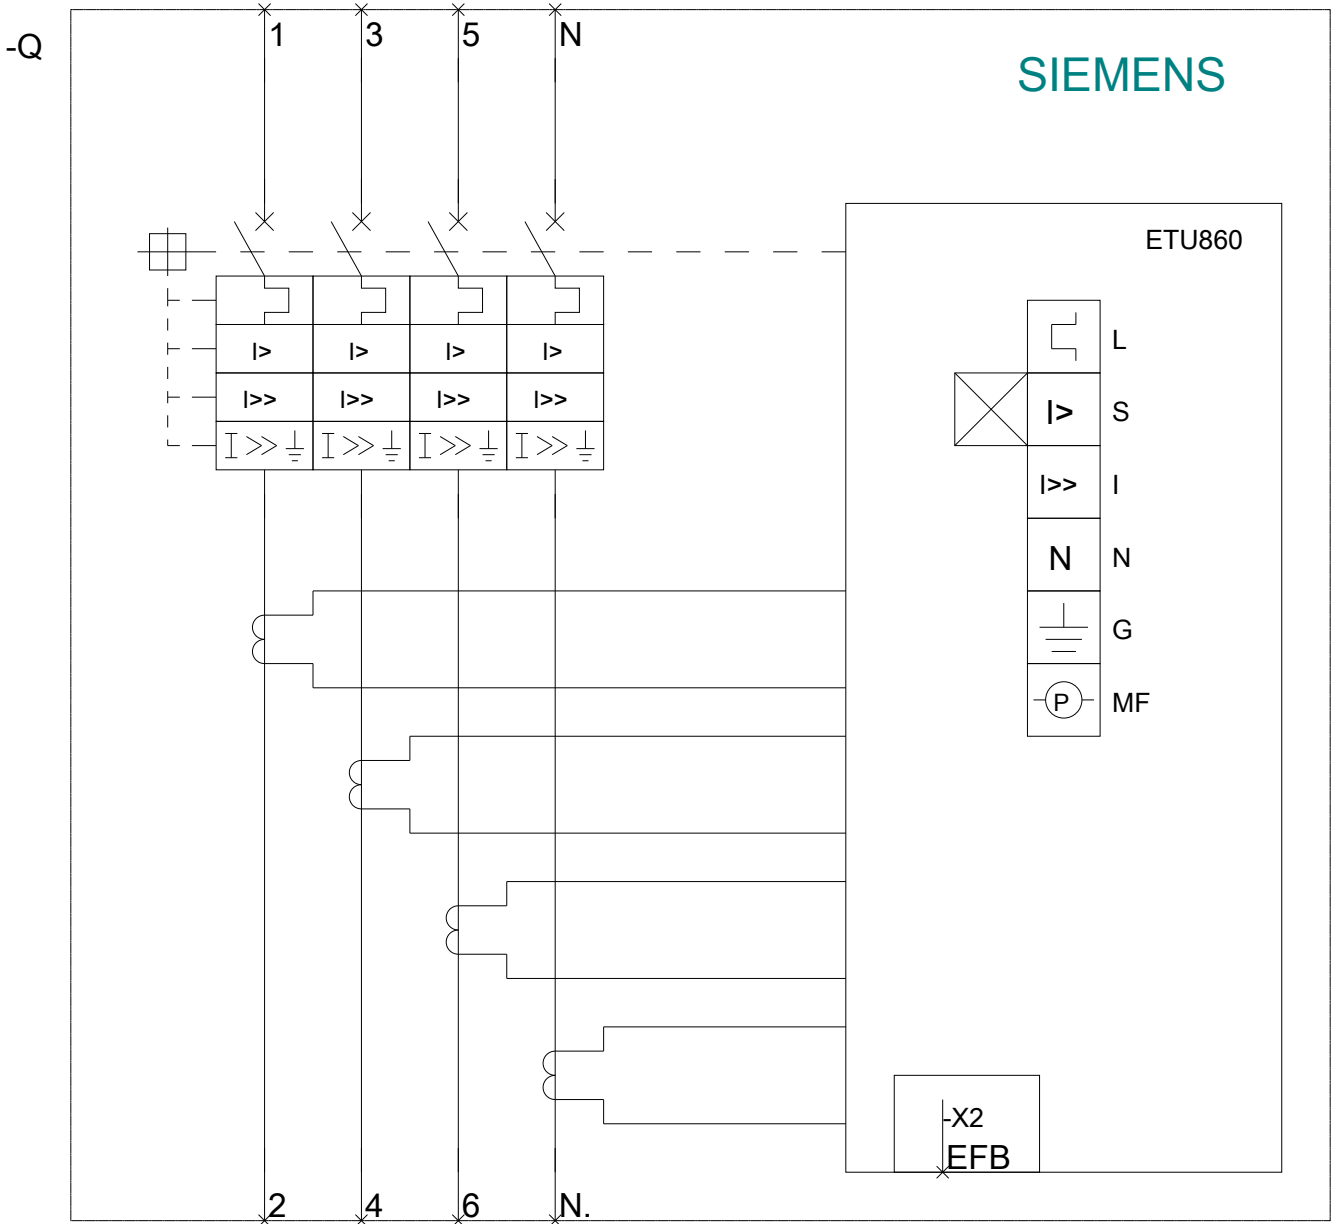 1 3 5 N
-Q
SIEMENS
ETU860
L
I> I> I> I> I> S
I>> I>> I>> I>> I>> I
I>> I>> I>> I>>
N N
G
P MF
-X2
EFB
2 4 6 N.